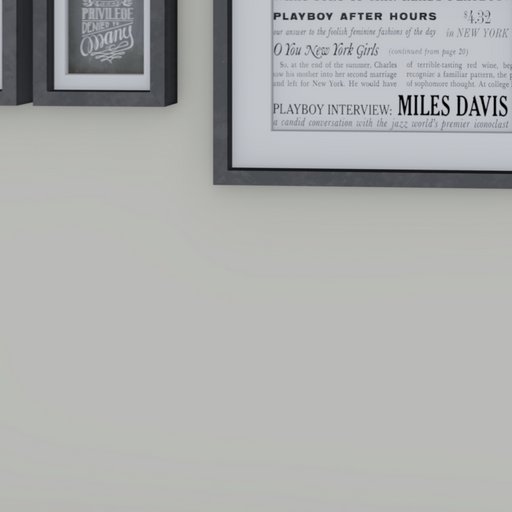 PRIVILEGE
DENIED TO
Many
PLAYBOY AFTER HOURS $4.32
our answer to the foolish feminine fashions of the day in NEW YORK
O You New York Girls (continued from page 20)
So, at the end of the summer, Charles
saw his mother into her second marriage
and left for New York. He would have
of terrible-tasting red wine, beg
recognize a familiar pattern, the p
of sophomore thought. At college
PLAYBOY INTERVIEW: MILES DAVIS
a candid conversation with the jazz world's premier iconoclast